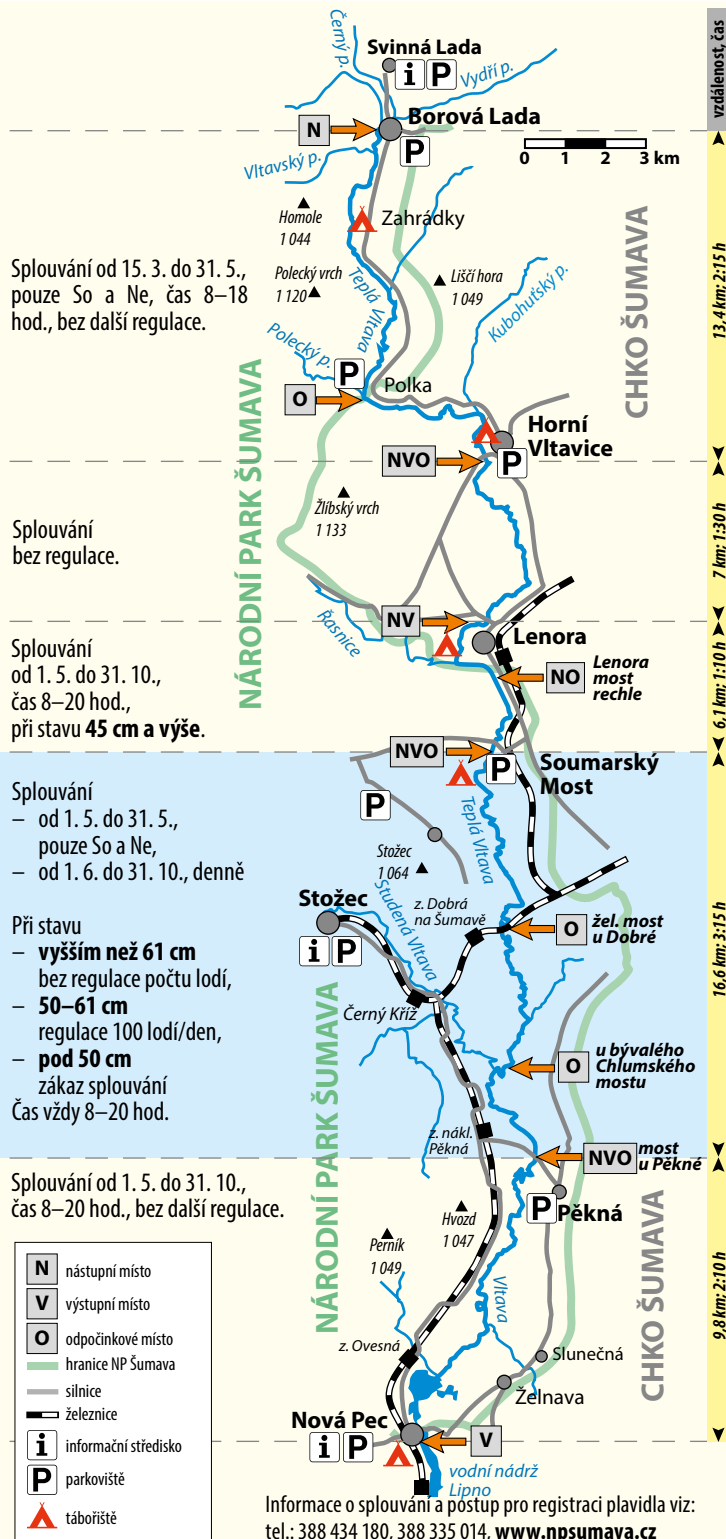 Černý p.
Svinná Lada
i P
Vydří p.
vzdálenost, čas
N
Borová Lada
P
Vltavský p.
0 1 2 3 km
Homole
1 044
Zahrádky
CHKO ŠUMAVA
Splouvání od 15. 3. do 31. 5.,
pouze So a Ne, čas 8–18
hod., bez další regulace.
Polecký vrch
1 120
Teplá Vltava
Liščí hora
1 049
Kubohuťský p.
13,4 km; 2:15 h
Polecký p.
P
Polka
O
NÁRODNÍ PARK ŠUMAVA
Horní
Vltavice
NVO
P
Žlíbský vrch
1 133
Splouvání
bez regulace.
7 km; 1:30 h
Řasnice
NV
Lenora
Splouvání
od 1. 5. do 31. 10.,
čas 8–20 hod.,
při stavu 45 cm a výše.
NO
Lenora
most
rechle
6,1 km; 1:10 h
NVO
P
Soumarský
Most
Splouvání
– od 1. 5. do 31. 5.,
pouze So a Ne,
– od 1. 6. do 31. 10., denně
P
Teplá Vltava
Stožec
1 064
Při stavu
– vyšším než 61 cm
bez regulace počtu lodí,
– 50–61 cm
regulace 100 lodí/den,
– pod 50 cm
zákaz splouvání
Čas vždy 8–20 hod.
Stožec
i P
Studená Vltava
z. Dobrá
na Šumavě
O
žel. most
u Dobré
16,6 km; 3:15 h
Černý Kříž
O
u bývalého
Chlumského
mostu
NÁRODNÍ PARK ŠUMAVA
z. nákl.
Pěkná
NVO
most
u Pěkné
Splouvání od 1. 5. do 31. 10.,
čas 8–20 hod., bez další regulace.
P
Pěkná
CHKO ŠUMAVA
Hvozd
1 047
Perník
1 049
Vltava
9,8 km; 2:10 h
z. Ovesná
Slunečná
Želnava
Nová Pec
i P
V
vodní nádrž
Lipno
N nástupní místo
V výstupní místo
O odpočinkové místo
hranice NP Šumava
silnice
železnice
i informační středisko
P parkoviště
tábořiště
Informace o splouvání a postup pro registraci plavidla viz:
tel.: 388 434 180, 388 335 014, www.npsumava.cz